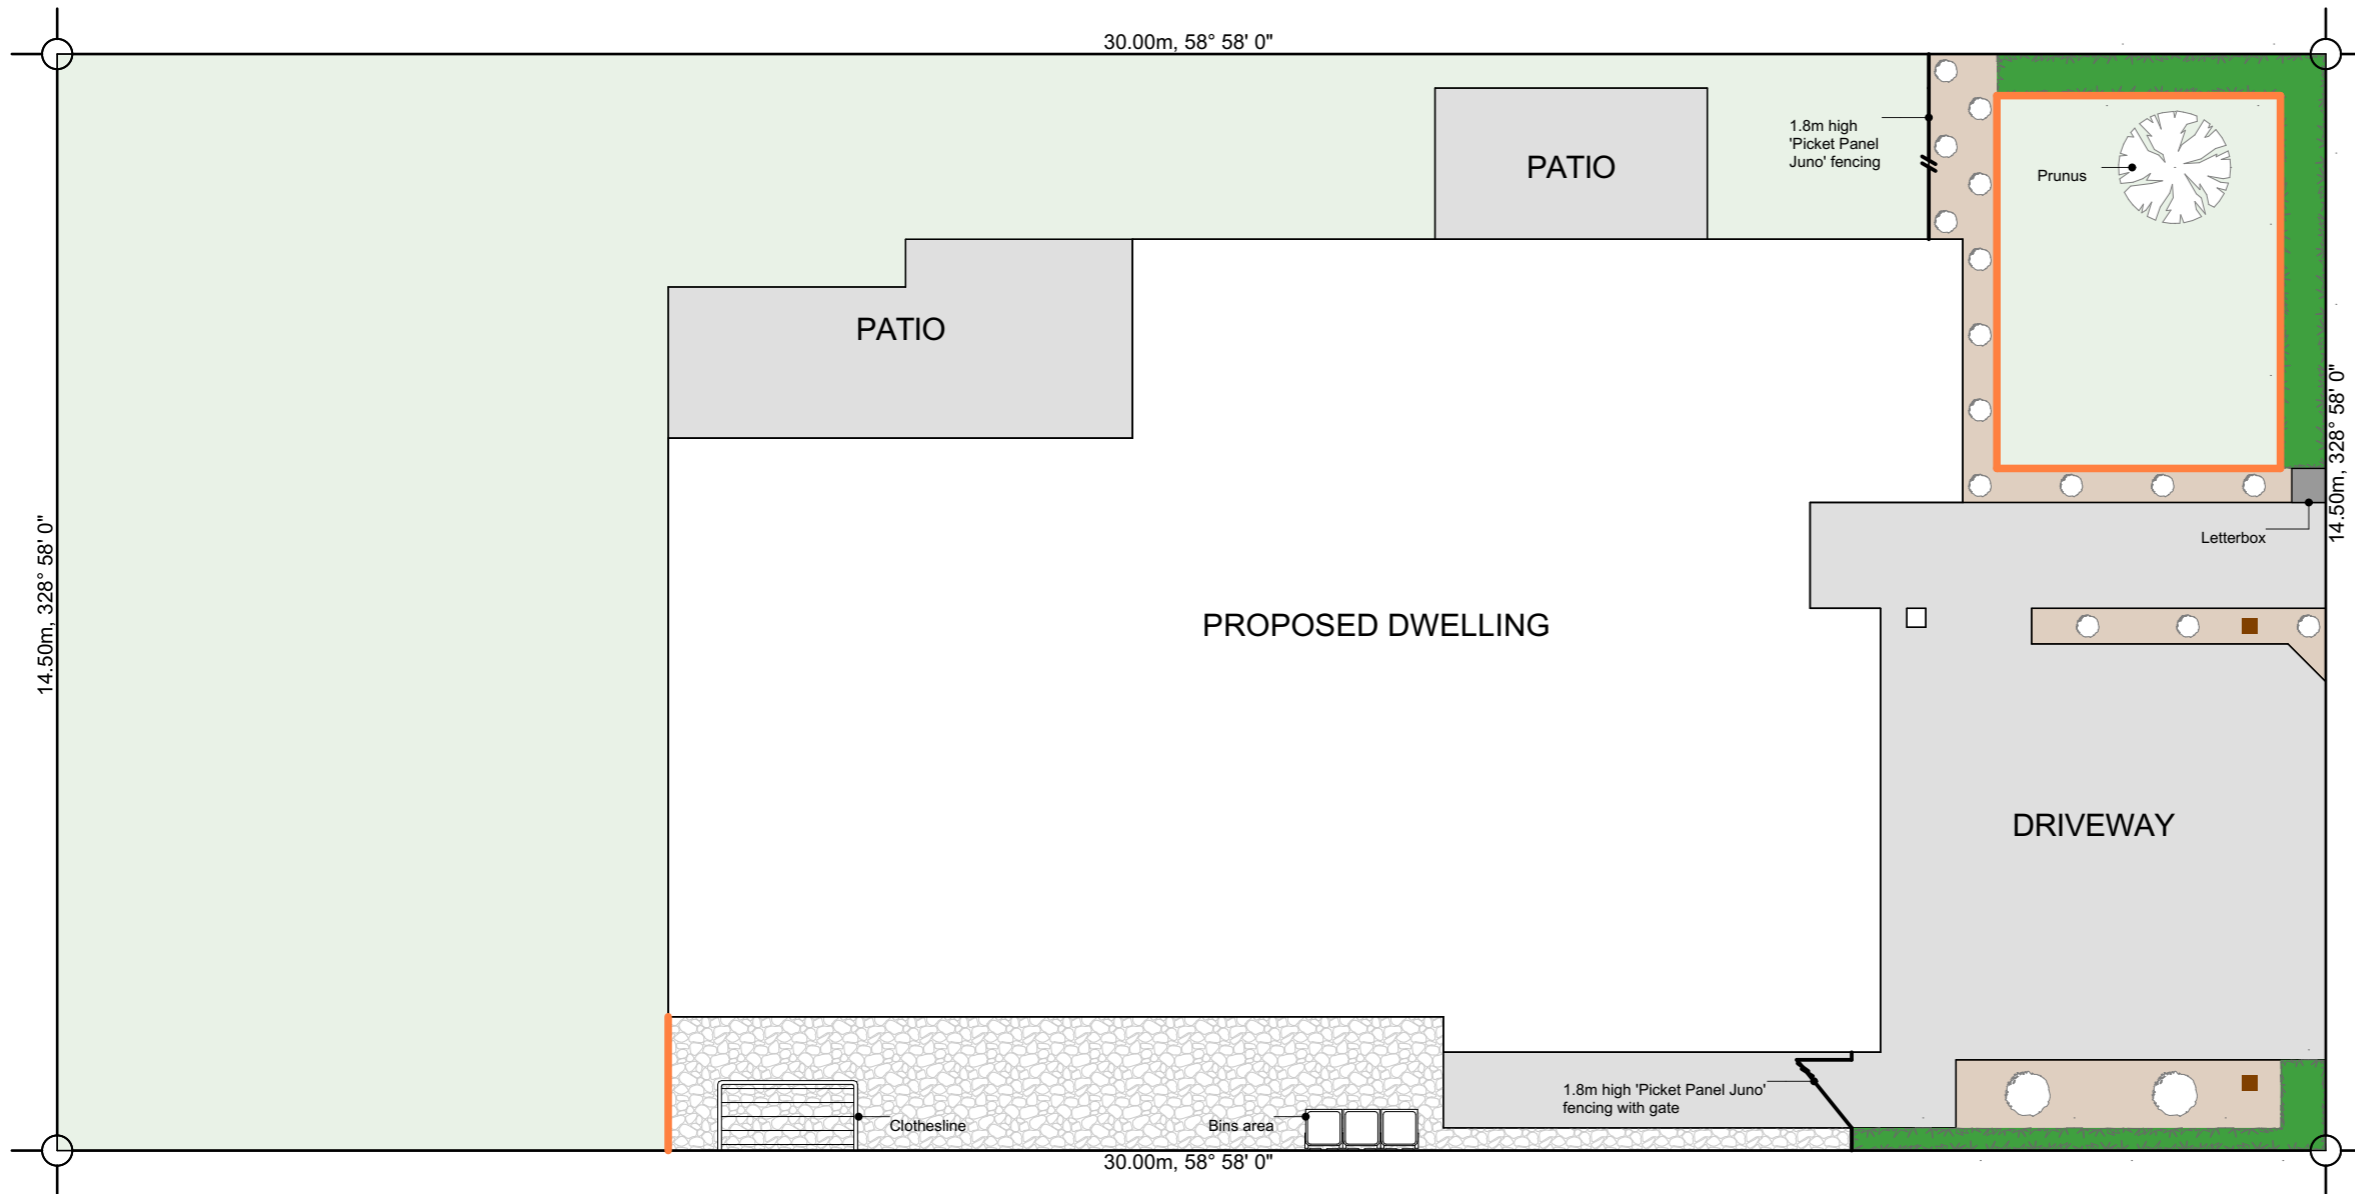 30.00m, 58° 58' 0"
1.8m high
'Picket Panel
Juno' fencing
PATIO
Prunus
PATIO
14.50m, 328° 58' 0"
14.50m, 328° 58' 0"
Letterbox
PROPOSED DWELLING
DRIVEWAY
1.8m high 'Picket Panel Juno'
fencing with gate
Clothesline
Bins area
30.00m, 58° 58' 0"